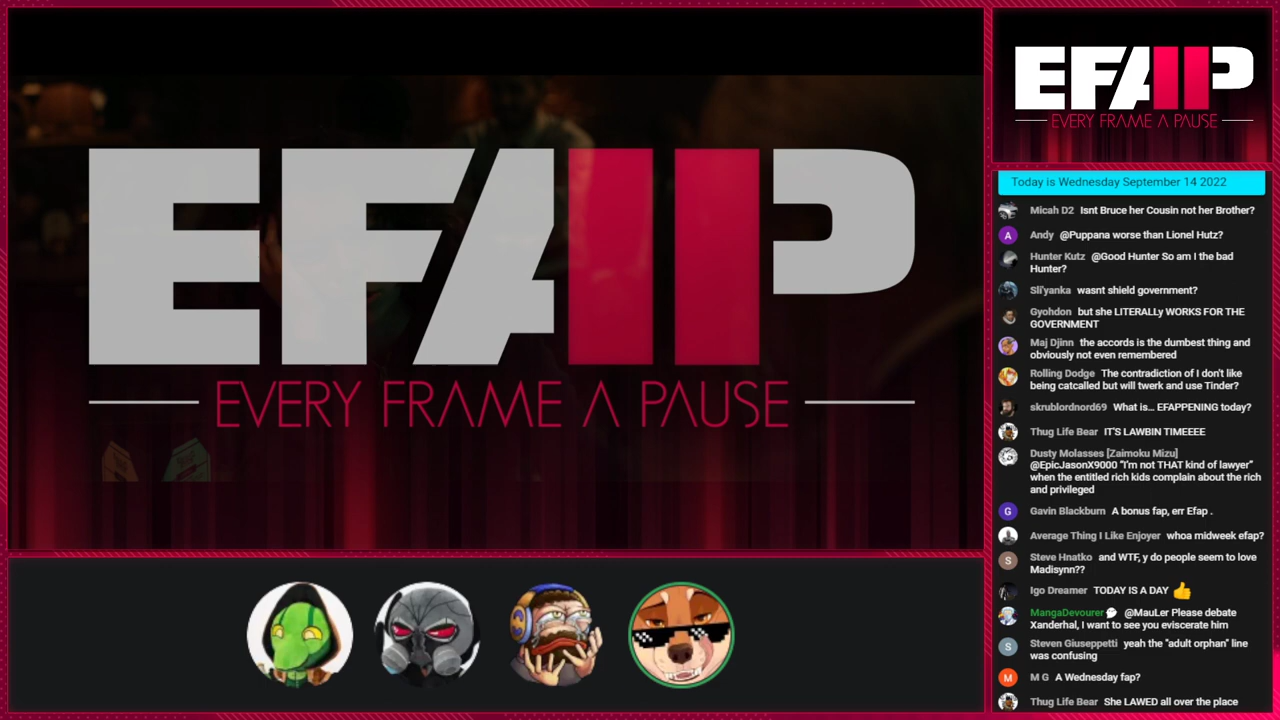 EFAP
EVERY FRAME A PAUSE
EFAP
EVERY FRAME A PAUSE
Today is Wednesday September 14 2022
Micah D2 Isnt Bruce her Cousin not her Brother?
A Andy @Puppana worse than Lionel Hutz?
Hunter Kutz @Good Hunter So am I the bad
Hunter?
Sli'yanka wasnt shield government?
Gyohdon but she LITERALLy WORKS FOR THE
GOVERNMENT
Maj Djinn the accords is the dumbest thing and
obviously not even remembered
Rolling Dodge The contradiction of I don't like
being catcalled but will twerk and use Tinder?
skrublordnord69 What is... EFAPPENING today?
Thug Life Bear IT'S LAWBIN TIMEEEE
Dusty Molasses [Zaimoku Mizu]
@EpicJasonX9000 "I'm not THAT kind of lawyer"
when the entitled rich kids complain about the rich
and privileged
G Gavin Blackburn A bonus fap, err Efap .
Average Thing I Like Enjoyer whoa midweek efap?
S Steve Hnatko and WTF, y do people seem to love
Madisynn??
Igo Dreamer TODAY IS A DAY 👍
MangaDevourer @MauLer Please debate
Xanderhal, I want to see you eviscerate him
S Steven Giuseppetti yeah the "adult orphan" line
was confusing
M M G A Wednesday fap?
Thug Life Bear She LAWED all over the place